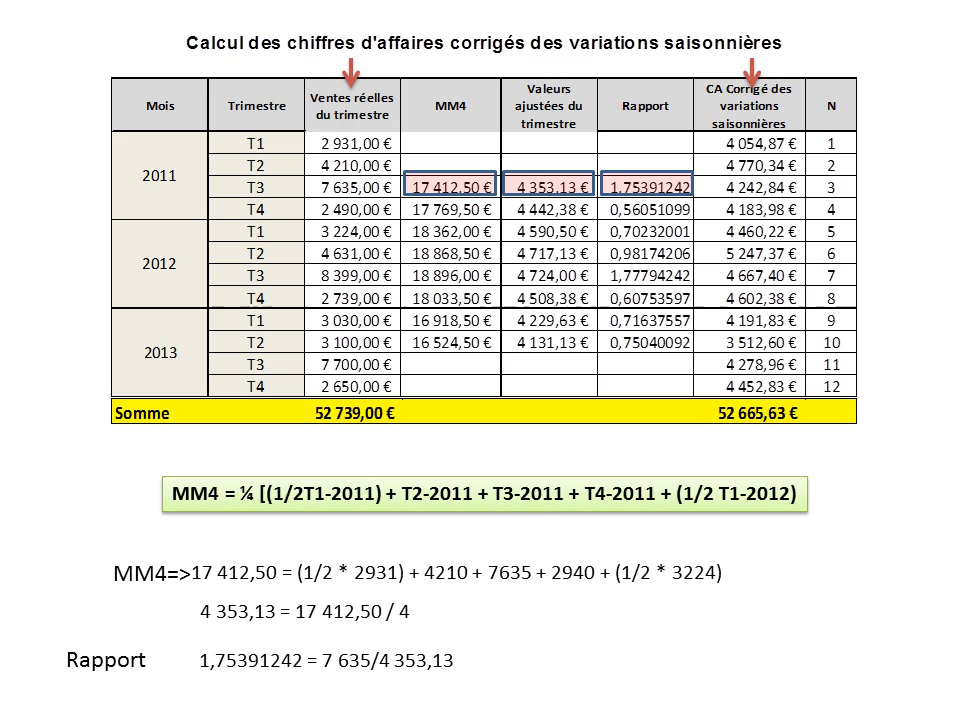 Calcul des chiffres d'affaires corrigés des variations saisonnières
Mois Trimestre Ventes réelles du trimestre MM4 Valeurs ajustées du trimestre Rapport CA Corrigé des variations saisonnières N
2011 T1 2 931,00 € 4 054,87 € 1
T2 4 210,00 € 4 770,34 € 2
T3 7 635,00 € 17 412,50 € 4 353,13 € 1,75391242 4 242,84 € 3
T4 2 490,00 € 17 769,50 € 4 442,38 € 0,56051099 4 183,98 € 4
2012 T1 3 224,00 € 18 362,00 € 4 590,50 € 0,70232001 4 460,22 € 5
T2 4 631,00 € 18 868,50 € 4 717,13 € 0,98174206 5 247,37 € 6
T3 8 399,00 € 18 896,00 € 4 724,00 € 1,77794242 4 667,40 € 7
T4 2 739,00 € 18 033,50 € 4 508,38 € 0,60753597 4 602,38 € 8
2013 T1 3 030,00 € 16 918,50 € 4 229,63 € 0,71637557 4 191,83 € 9
T2 3 100,00 € 16 524,50 € 4 131,13 € 0,75040092 3 512,60 € 10
T3 7 700,00 € 4 278,96 € 11
T4 2 650,00 € 4 452,83 € 12
Somme 52 739,00 € 52 665,63 €
MM4 = ¼ [(1/2T1-2011) + T2-2011 + T3-2011 + T4-2011 + (1/2 T1-2012)
MM4=>17 412,50 = (1/2 * 2931) + 4210 + 7635 + 2940 + (1/2 * 3224)
4 353,13 = 17 412,50 / 4
Rapport 1,75391242 = 7 635/4 353,13